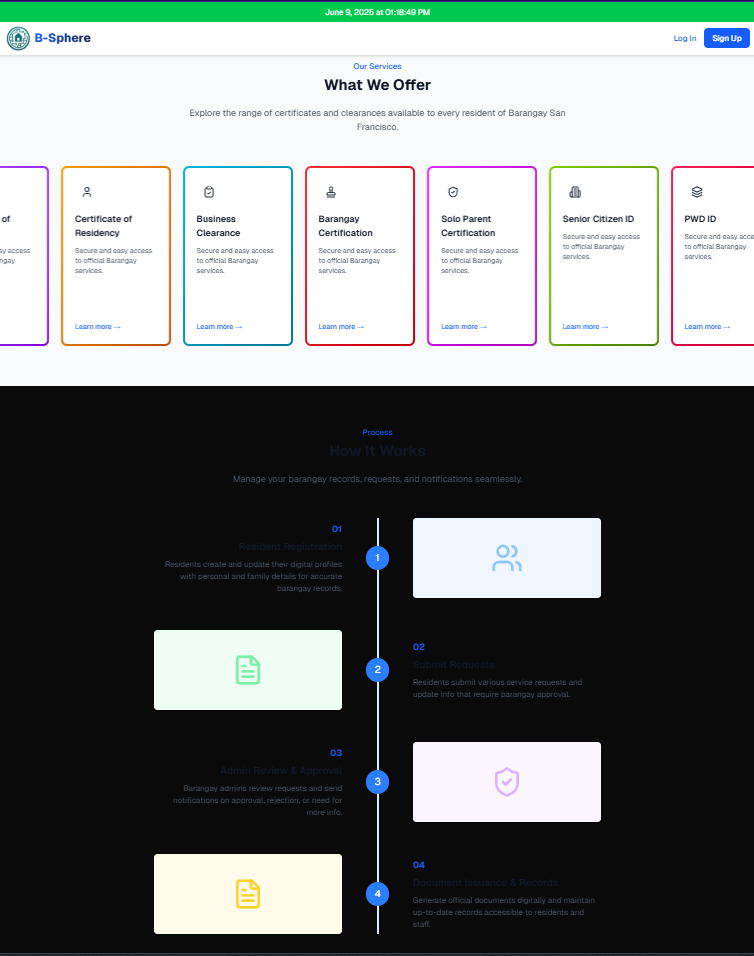 June 9, 2025 at 01:18:49 PM
B-Sphere
Log In
Sign Up
Our Services
What We Offer
Explore the range of certificates and clearances available to every resident of Barangay San
Francisco.
of
access
services.
Certificate of
Residency
Secure and easy access
to official Barangay
services.
Learn more →
Business
Clearance
Secure and easy access
to official Barangay
services.
Learn more →
Barangay
Certification
Secure and easy access
to official Barangay
services.
Learn more →
Solo Parent
Certification
Secure and easy access
to official Barangay
services.
Learn more →
Senior Citizen ID
Secure and easy access
to official Barangay
services.
Learn more →
PWD ID
Secure and easy
to official Barangay
services.
Learn more →
Process
How It Works
Manage your barangay records, requests, and notifications seamlessly.
01
Resident Registration
Residents create and update their digital profiles
with personal and family details for accurate
barangay records.
1
2
02
Submit Requests
Residents submit various service requests and
update info that require barangay approval.
03
Admin Review & Approval
Barangay admins review requests and send
notifications on approval, rejection, or need for
more info.
3
4
04
Document Issuance & Records
Generate official documents digitally and maintain
up-to-date records accessible to residents and
staff.